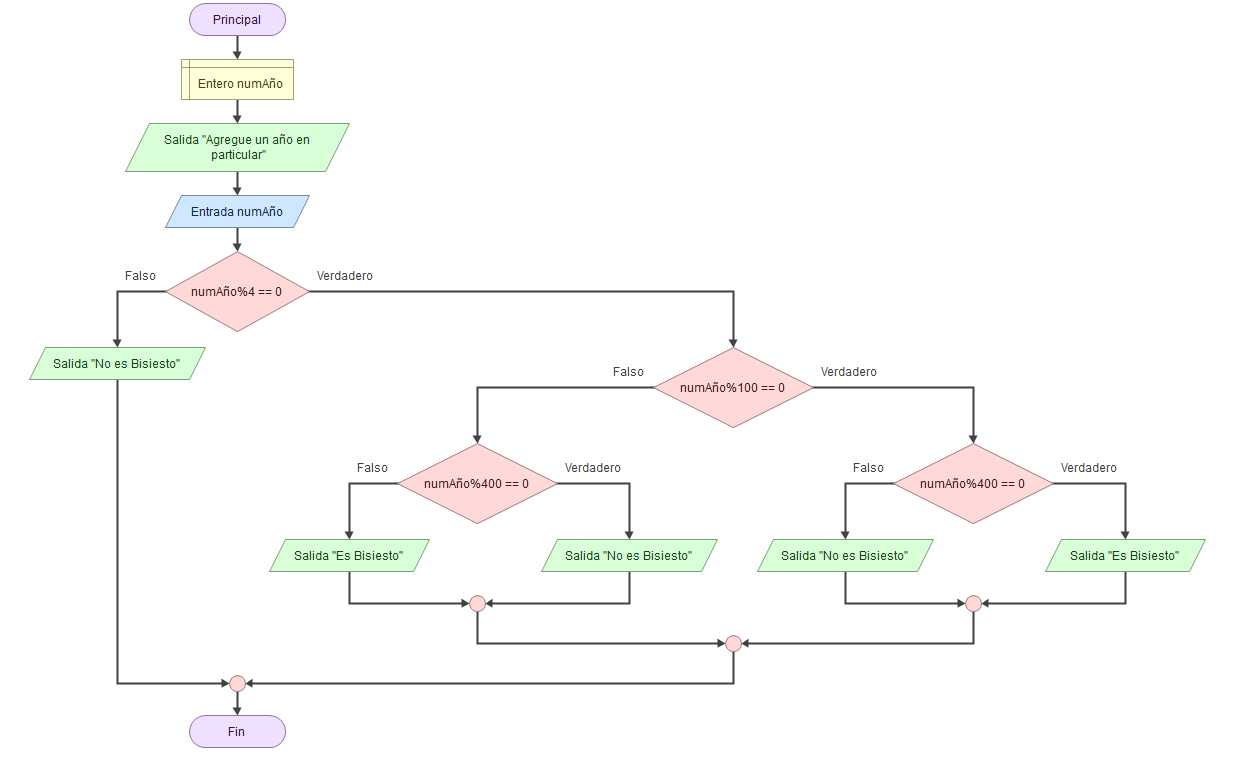 Principal
Entero numAño
Salida "Agregue un año en
particular"
Entrada numAño
Falso
Verdadero
numAño%4 == 0
Salida "No es Bisiesto"
Falso
Verdadero
numAño%100 == 0
Falso
Verdadero
numAño%400 == 0
Falso
Verdadero
numAño%400 == 0
Salida "Es Bisiesto"
Salida "No es Bisiesto"
Salida "No es Bisiesto"
Salida "Es Bisiesto"
Fin